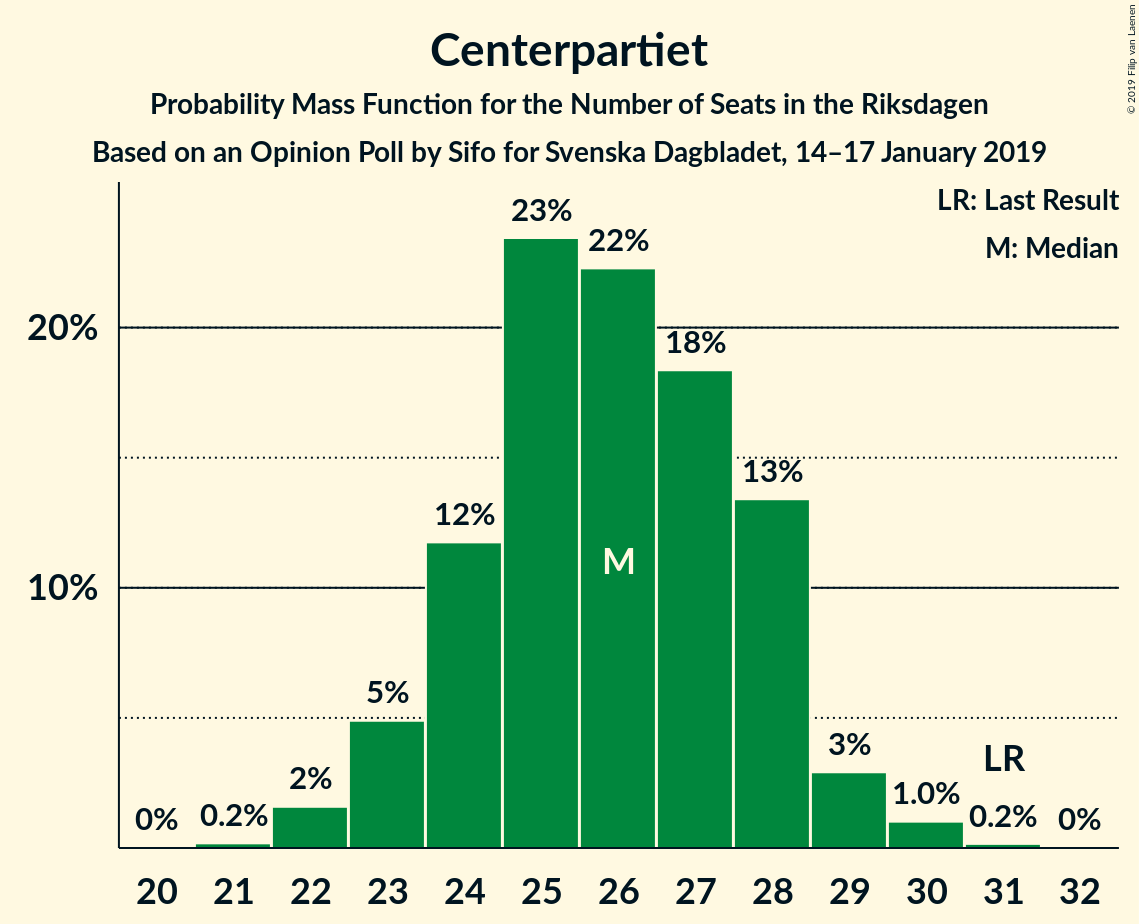 Centerpartiet
Probability Mass Function for the Number of Seats in the Riksdagen
Based on an Opinion Poll by Sifo for Svenska Dagbladet, 14–17 January 2019
© 2019 Filip van Laenen
LR: Last Result
M: Median
20%
10%
0%
0.2%
2%
5%
12%
23%
22%
18%
13%
3%
1.0%
0.2%
0%
M
LR
20 21 22 23 24 25 26 27 28 29 30 31 32